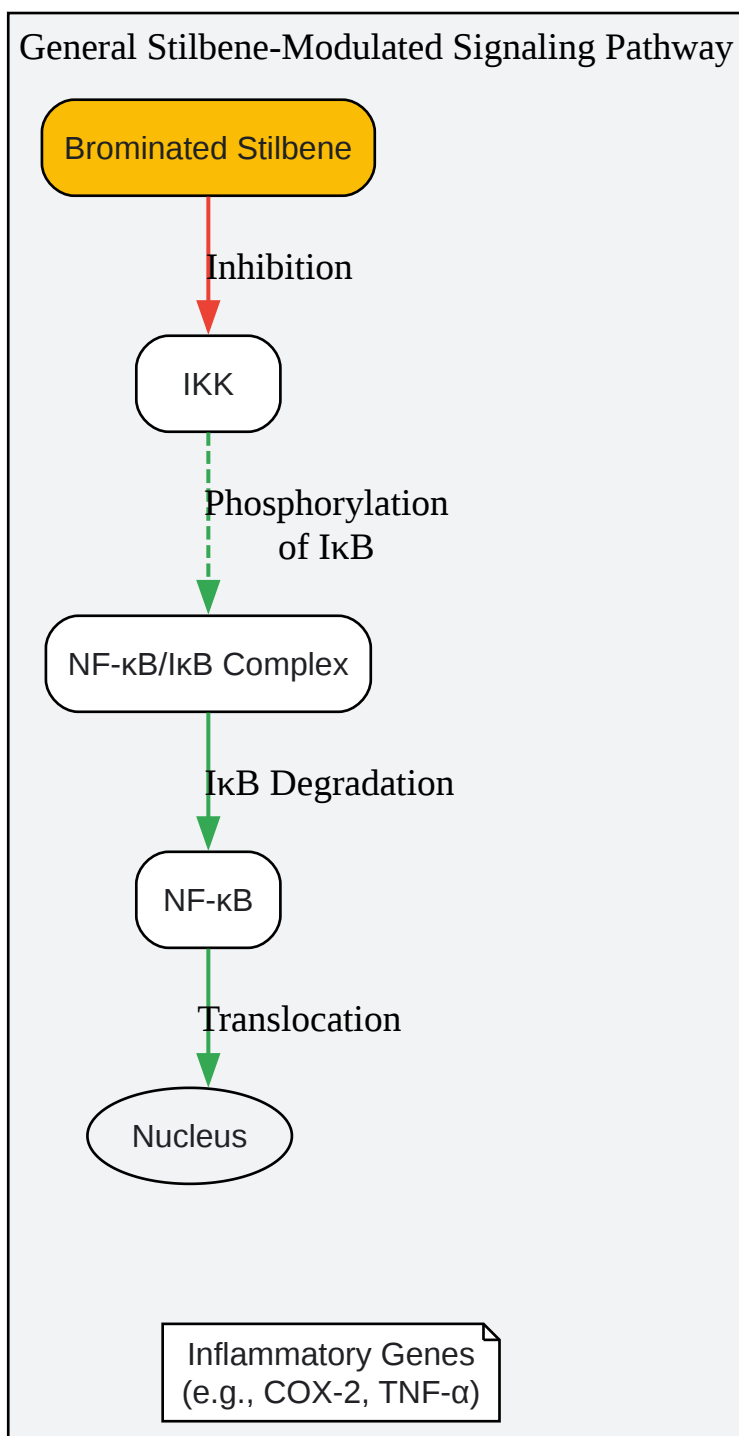 General Stilbene-Modulated Signaling Pathway
Brominated Stilbene
Inhibition
IKK
Phosphorylation
of IκB
NF-κB/IκB Complex
IκB Degradation
NF-κB
Translocation
Nucleus
Inflammatory Genes
(e.g., COX-2, TNF-α)